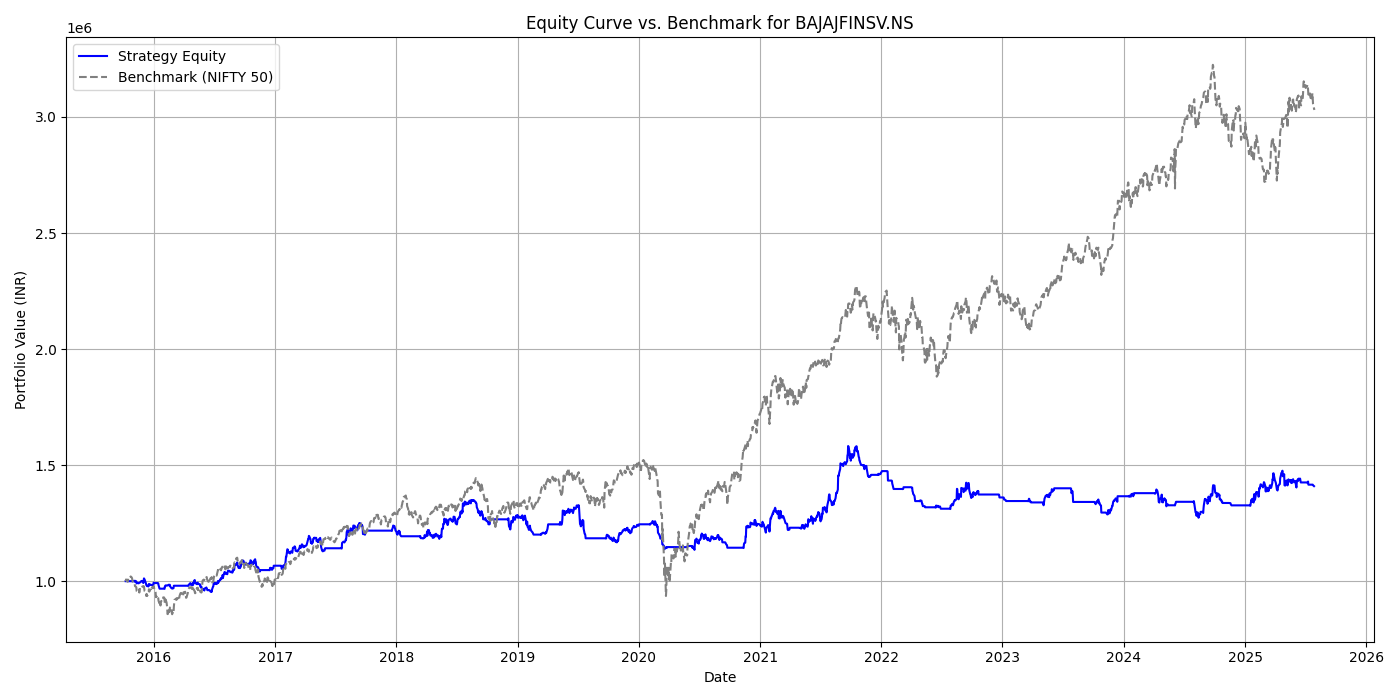 Equity Curve vs. Benchmark for BAJAJFINSV.NS
1e6
Strategy Equity
Benchmark (NIFTY 50)
3.0
2.5
2.0
1.5
1.0
Portfolio Value (INR)
2016 2017 2018 2019 2020 2021 2022 2023 2024 2025 2026
Date